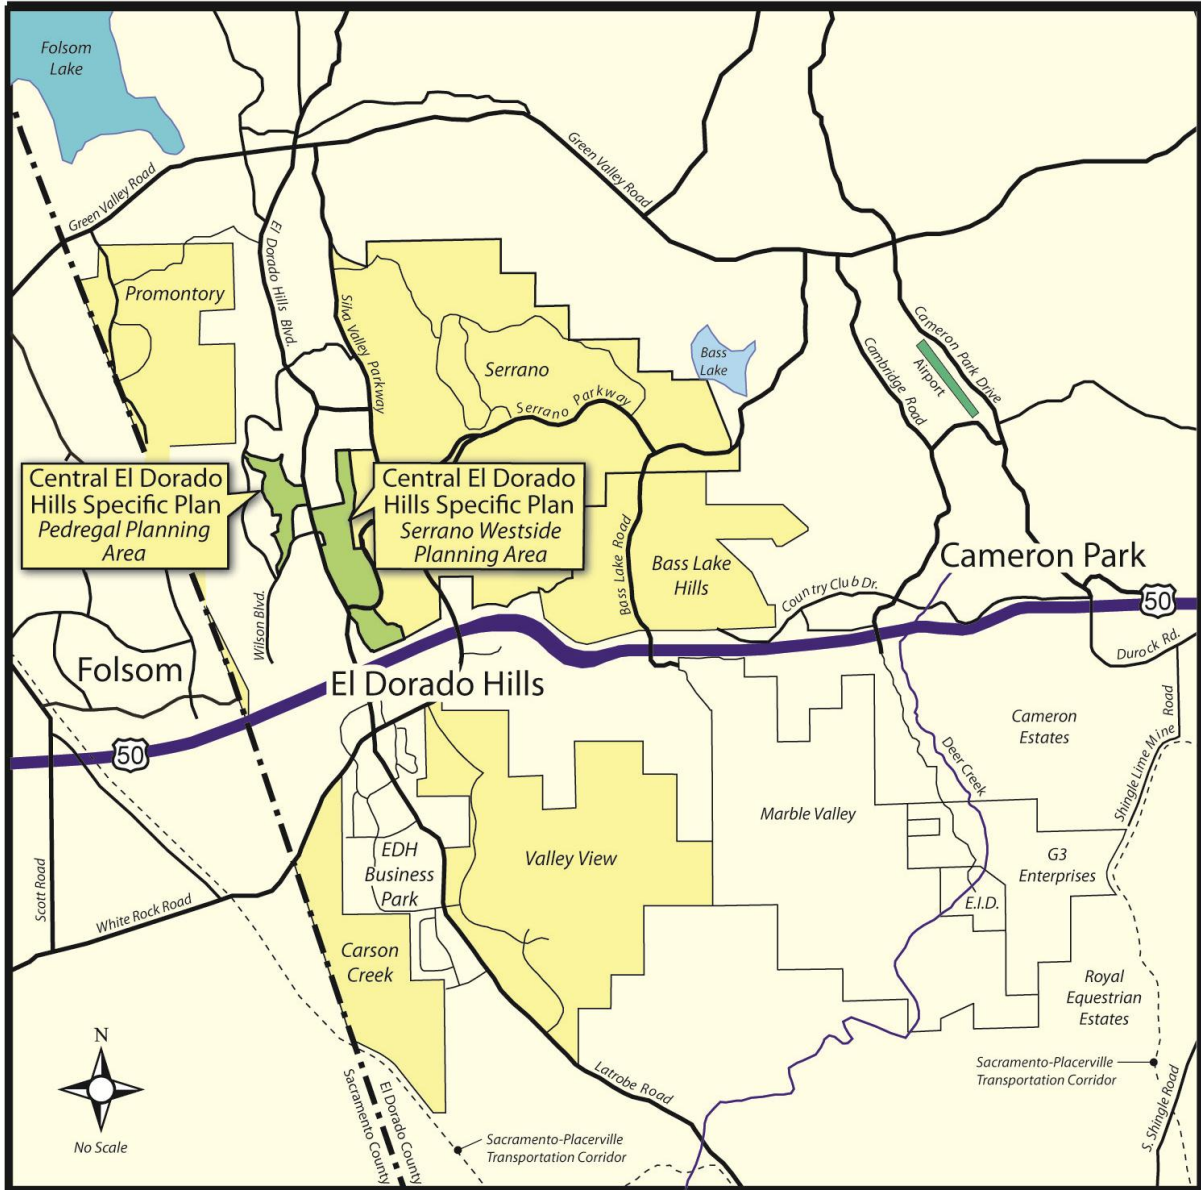 Folsom
Lake
Green Valley Road
Green Valley Road
El Dorado Hills Blvd.
Silva Valley Parkway
Promontory
Serrano
Serrano Parkway
Bass
Lake
Cambridge Road
Cameron Park Drive
Airport
Central El Dorado
Hills Specific Plan
Pedregal Planning
Area
Central El Dorado
Hills Specific Plan
Serrano Westside
Planning Area
Bass Lake Road
Bass Lake
Hills
Cameron Park
Country Club Dr.
50
Wilson Blvd.
Durock Rd.
Folsom
El Dorado Hills
50
Cameron
Estates
Shingle Lime Mine Road
Deer Creek
Marble Valley
Scott Road
White Rock Road
EDH
Business
Park
Valley View
G3
Enterprises
E.I.D.
Carson
Creek
Royal
Equestrian
Estates
N
No Scale
Sacramento County
El Dorado County
Latrobe Road
Sacramento-Placerville
Transportation Corridor
Sacramento-Placerville
Transportation Corridor
S. Shingle Road